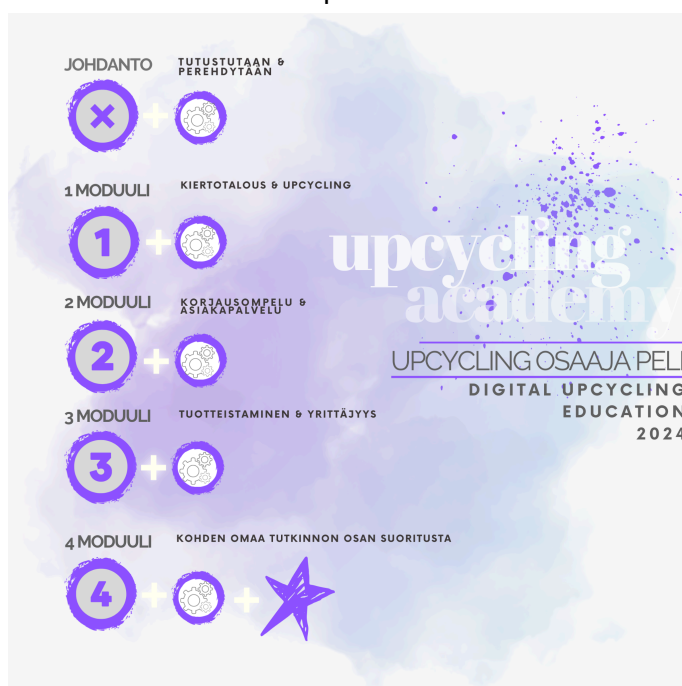 JOHDANTO
TUTUSTUTAAN &
PEREHDYTÄÄN
1 MODUULI
KIERTOTALOUS & UPCYCLING
1
2 MODUULI
KORJAUSOMPELU &
ASIAKAPALVELU
2
3 MODUULI
TUOTTEISTAMINEN & YRITTÄJYYS
3
4 MODUULI
KOHDEN OMAA TUTKINNON OSAN SUORITUSTA
4
upcycling
academy
UPCYCLING OSAAJA PELI
DIGITAL UPCYCLING
EDUCATION
2024